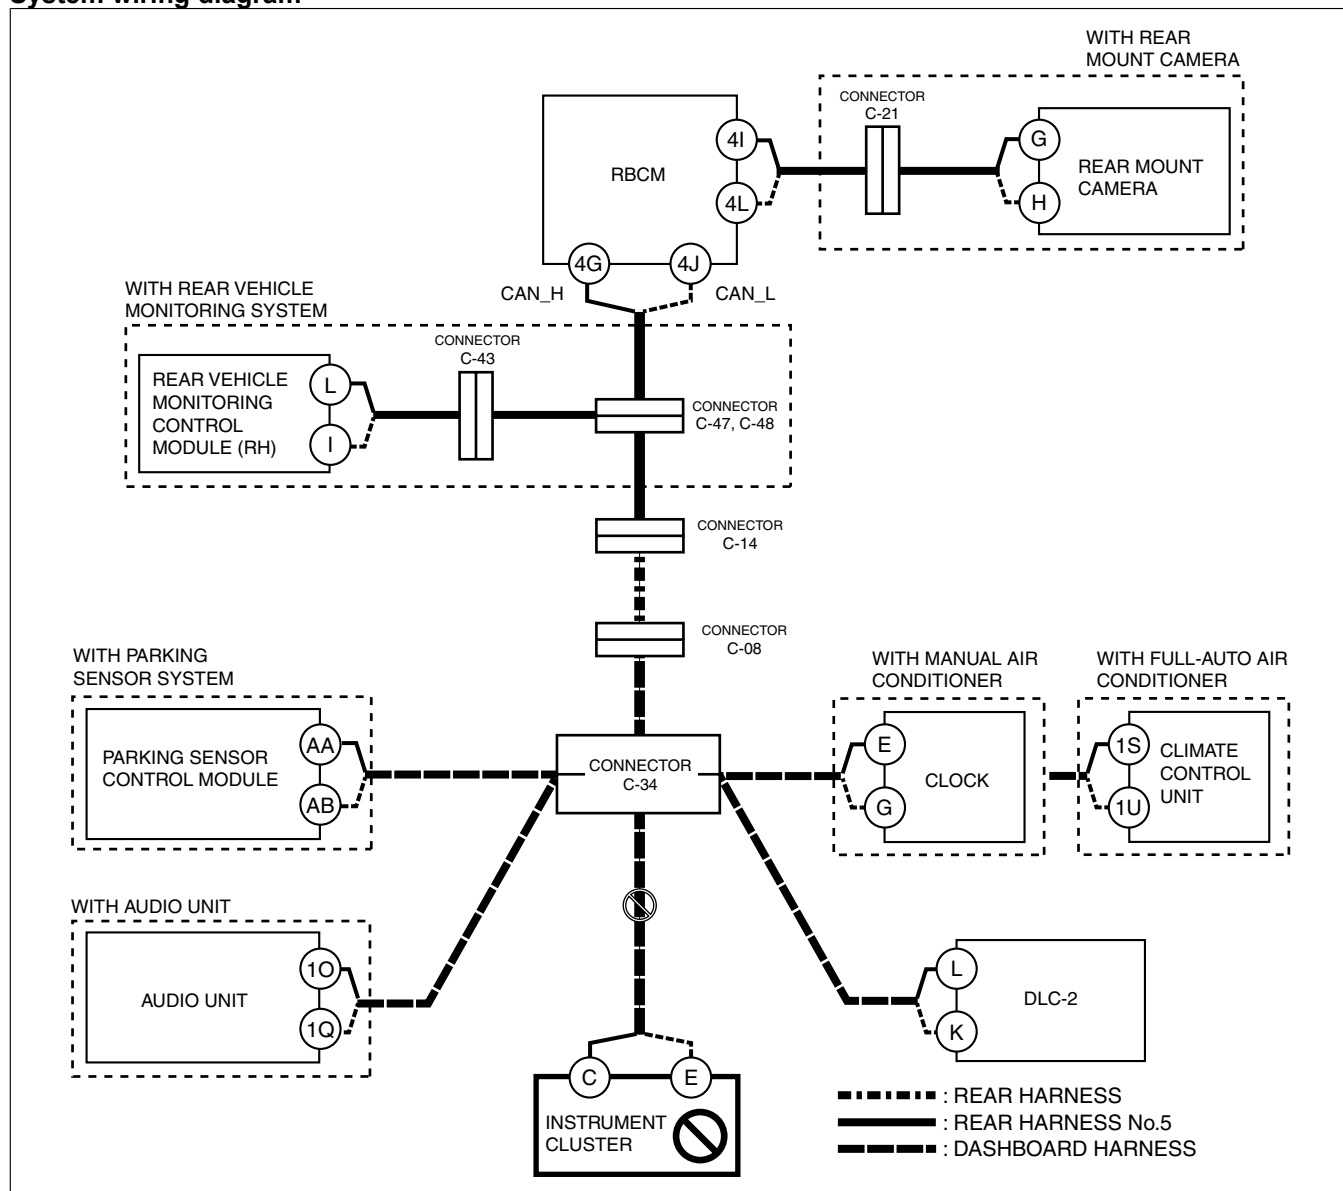 System wiring diagram
WITH REAR
MOUNT CAMERA
CONNECTOR
C-21
RBCM
4I
4L
G
H
REAR MOUNT
CAMERA
4G
4J
CAN_H
CAN_L
WITH REAR VEHICLE
MONITORING SYSTEM
CONNECTOR
C-43
REAR VEHICLE
MONITORING
CONTROL
MODULE (RH)
L
I
CONNECTOR
C-47, C-48
CONNECTOR
C-14
CONNECTOR
C-08
WITH PARKING
SENSOR SYSTEM
PARKING SENSOR
CONTROL MODULE
AA
AB
CONNECTOR
C-34
WITH MANUAL AIR
CONDITIONER
E
G
CLOCK
WITH FULL-AUTO AIR
CONDITIONER
1S
1U
CLIMATE
CONTROL
UNIT
WITH AUDIO UNIT
AUDIO UNIT
1O
1Q
L
K
DLC-2
C
E
INSTRUMENT
CLUSTER
: REAR HARNESS
: REAR HARNESS No.5
: DASHBOARD HARNESS